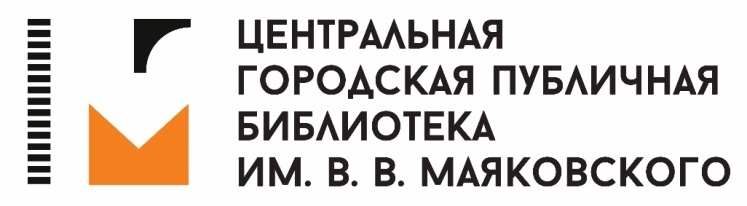 ЦЕНТРАЛЬНАЯ
ГОРОДСКАЯ ПУБЛИЧНАЯ
БИБЛИОТЕКА
ИМ. В. В. МАЯКОВСКОГО